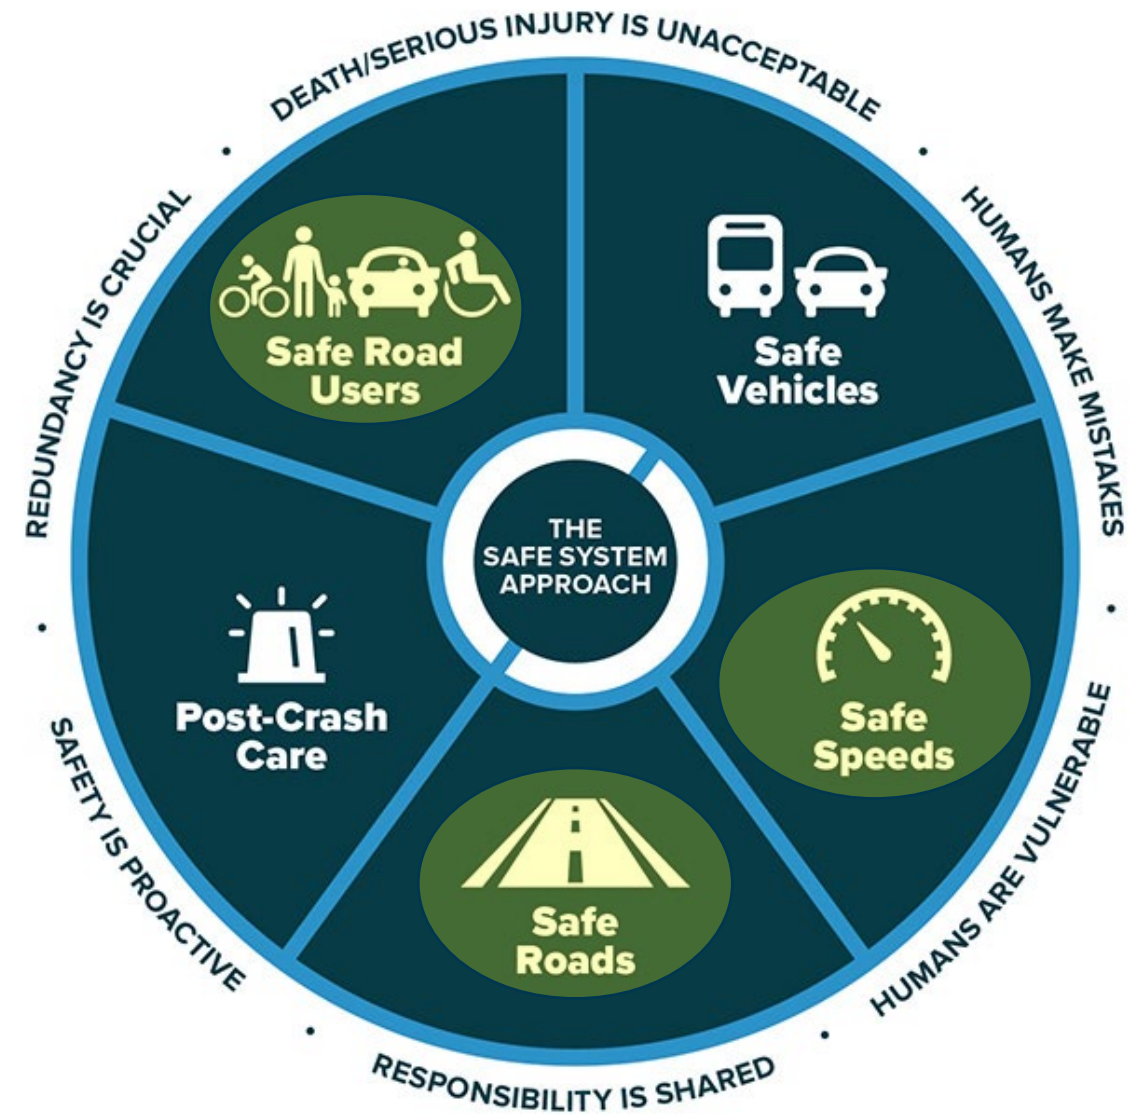 DEATH/SERIOUS INJURY IS UNACCEPTABLE
HUMANS MAKE MISTAKES
HUMANS ARE VULNERABLE
RESPONSIBILITY IS SHARED
SAFETY IS PROACTIVE
REDUNDANCY IS CRUCIAL
Safe Road
Users
Safe
Vehicles
THE
SAFE SYSTEM
APPROACH
Safe
Speeds
Post-Crash
Care
Safe
Roads